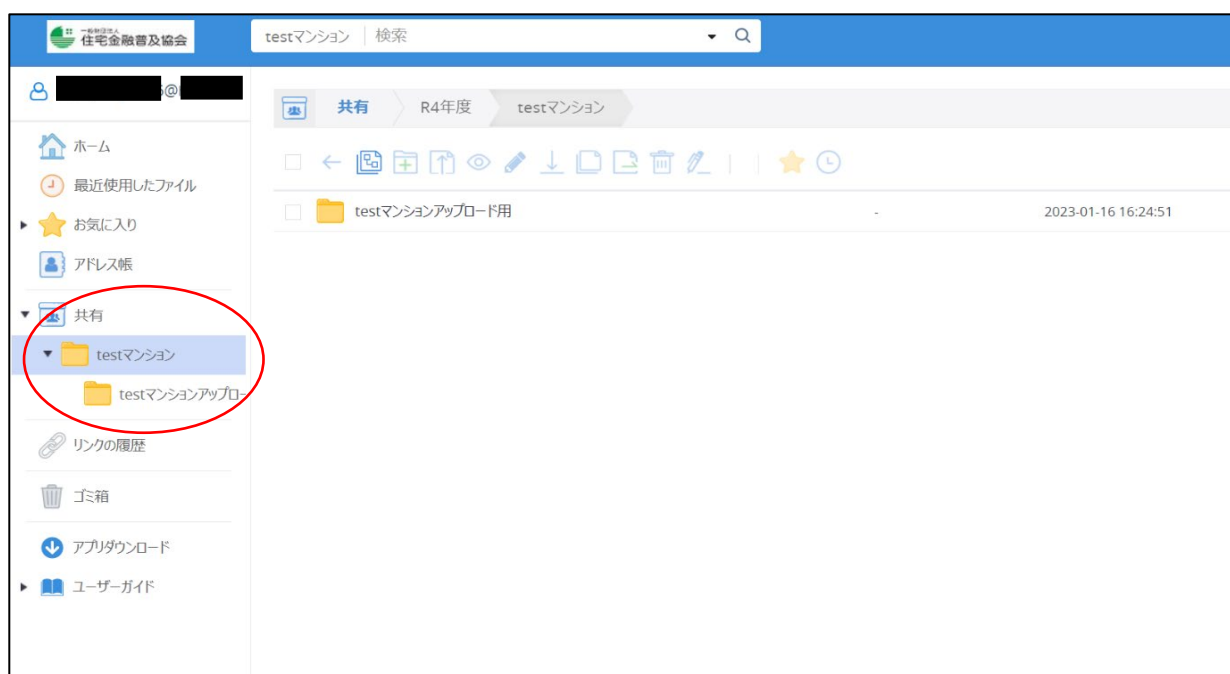 一般財団法人
住宅金融普及協会
testマンション 検索
@
共有 R4年度 testマンション
ホーム
最近使用したファイル
お気に入り
アドレス帳
共有
testマンション
testマンションアップロー
リンクの履歴
ゴミ箱
アプリダウンロード
ユーザーガイド
testマンションアップロード用 - 2023-01-16 16:24:51